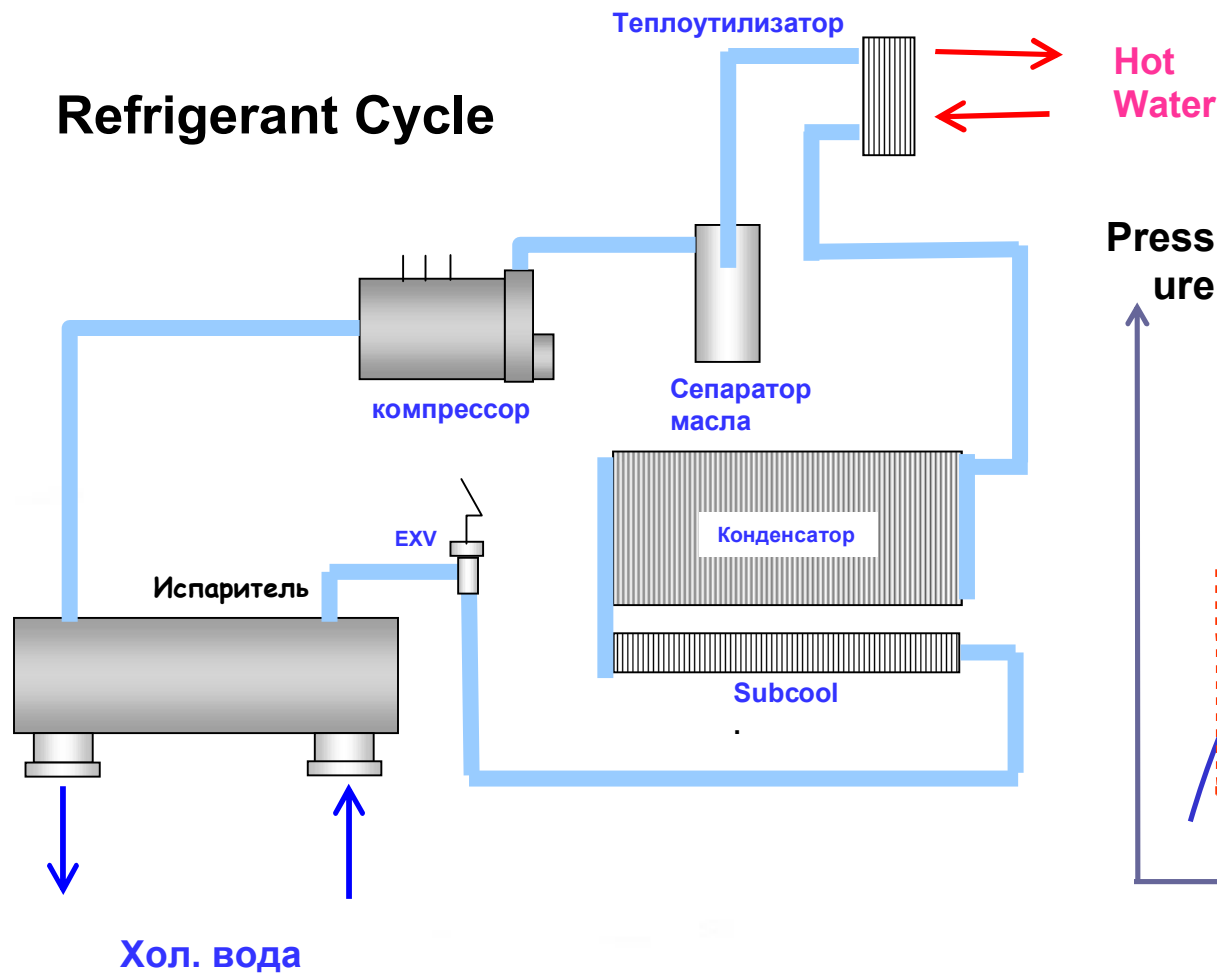 Теплоутилизатор
Hot
Water
Refrigerant Cycle
Press
ure
компрессор
Сепаратор
масла
EXV
Конденсатор
Испаритель
Subcool
.
Хол. вода